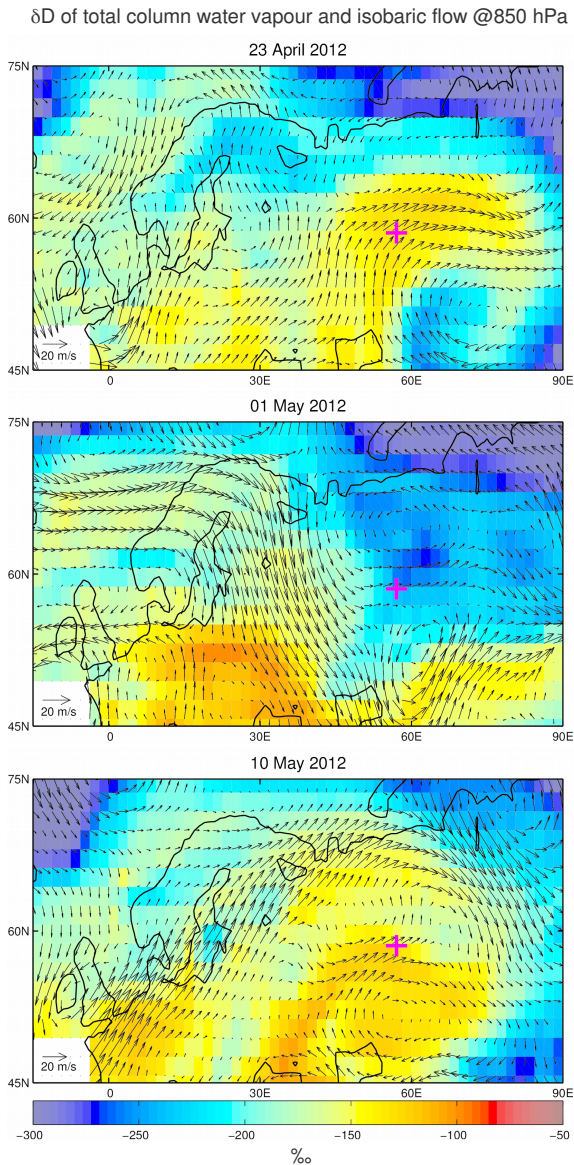 δD of total column water vapour and isobaric flow @850 hPa
23 April 2012
75N
60N
45N
20 m/s
0 30E 60E 90E
01 May 2012
75N
60N
45N
20 m/s
0 30E 60E 90E
10 May 2012
75N
60N
45N
20 m/s
0 30E 60E 90E
−300 −250 −200 −150 −100 −50
‰